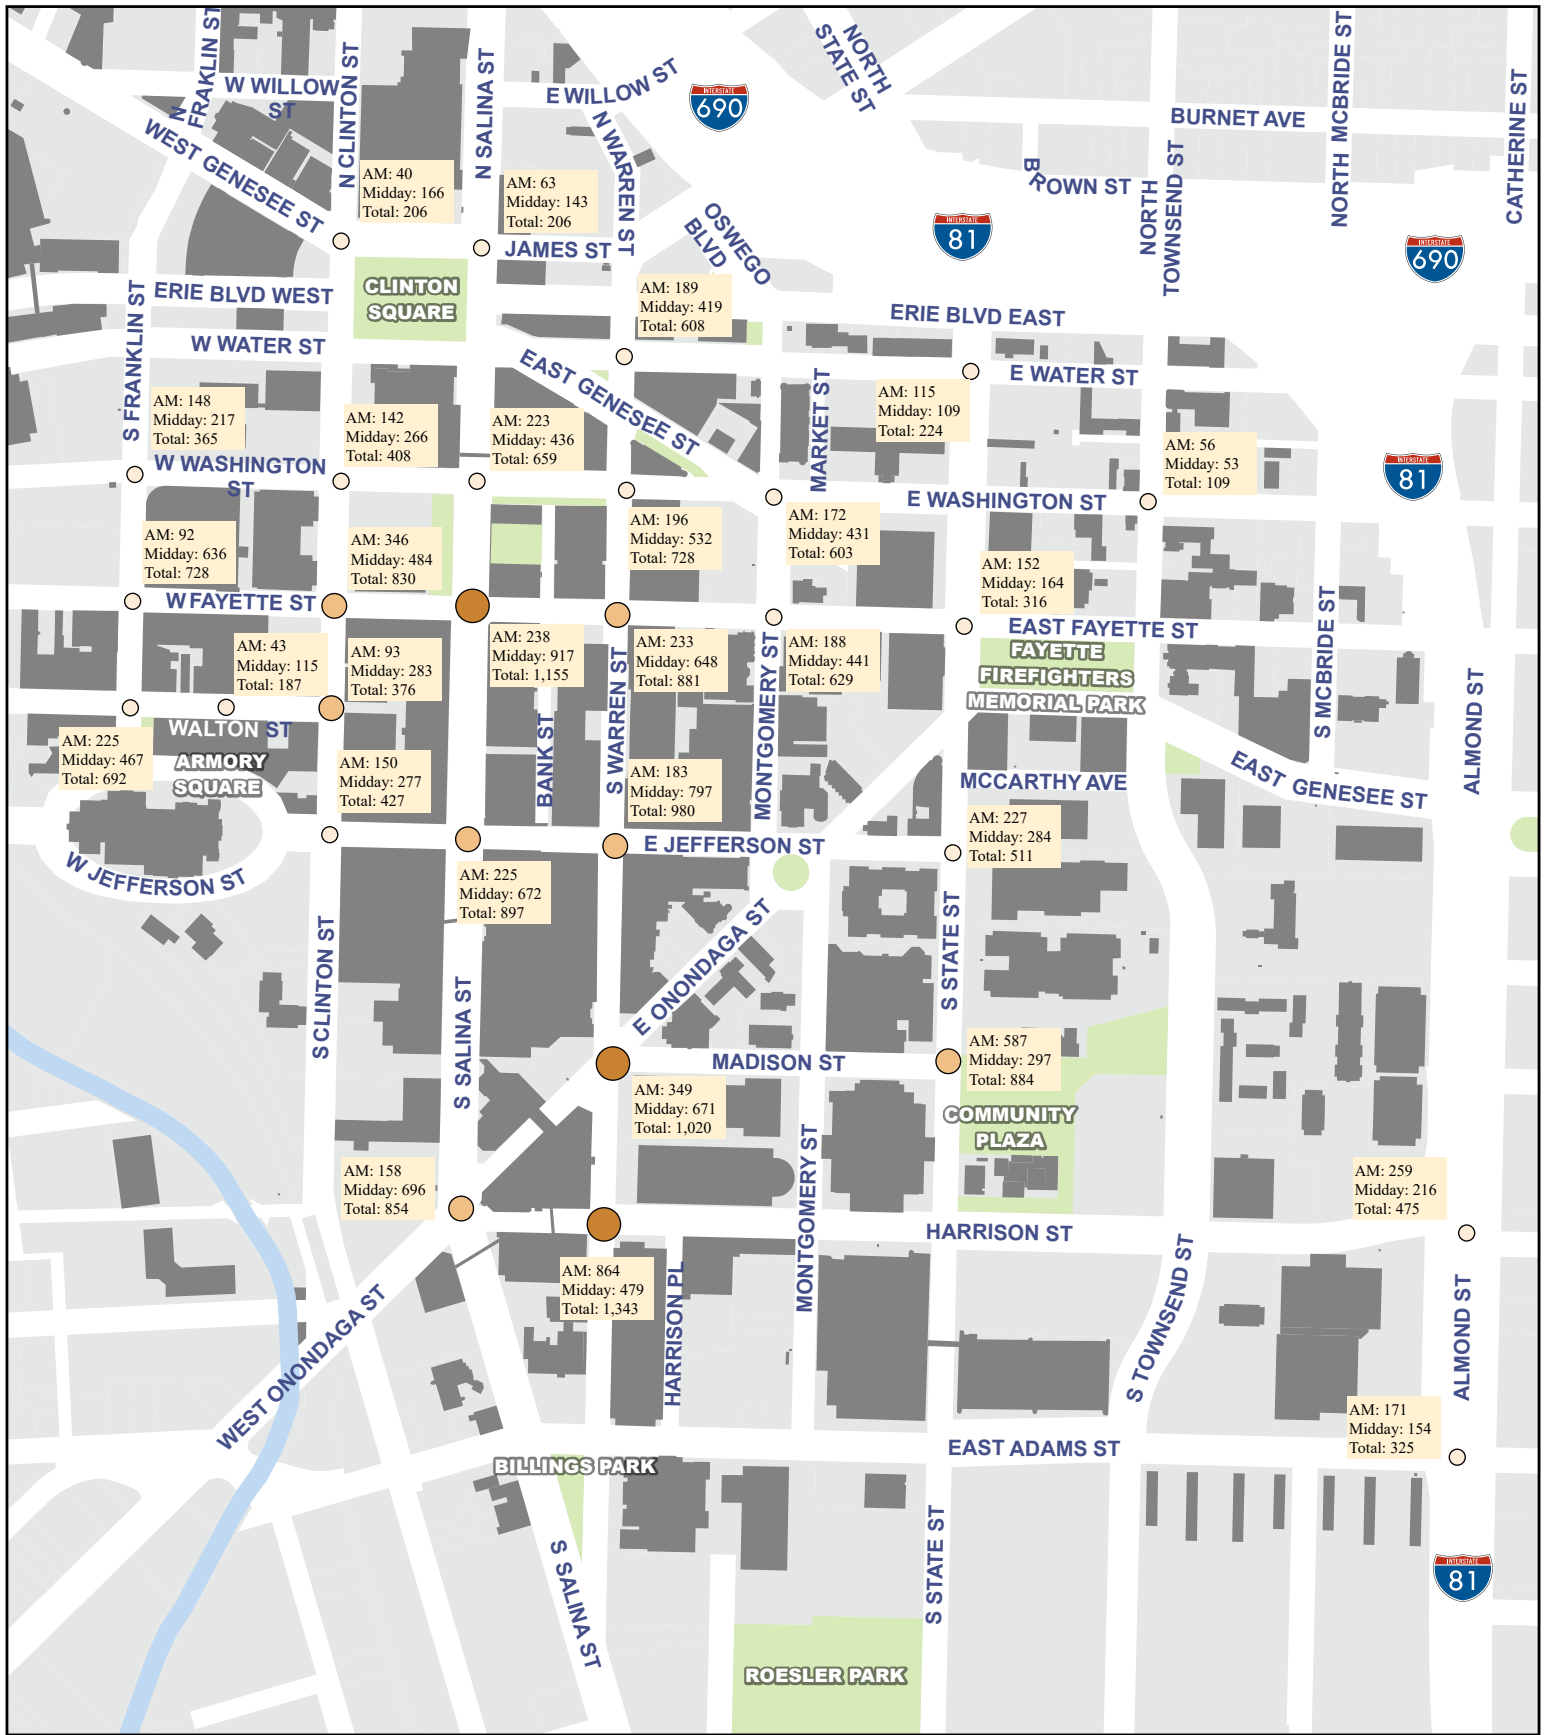 N FRAKLIN ST
W WILLOW
ST
N CLINTON ST
N SALINA ST
E WILLOW ST
N WARREN ST
INTERSTATE
690
NORTH
STATE ST
BURNET AVE
BROWN ST
NORTH
TOWNSEND ST
NORTH MCBRIDE ST
CATHERINE ST
WEST GENESEE ST
AM: 40
Midday: 166
Total: 206
AM: 63
Midday: 143
Total: 206
JAMES ST
OSWEGO
BLVD
INTERSTATE
81
INTERSTATE
690
CLINTON
SQUARE
ERIE BLVD WEST
AM: 189
Midday: 419
Total: 608
ERIE BLVD EAST
W WATER ST
S FRANKLIN ST
EAST GENESEE ST
MARKET ST
E WATER ST
AM: 115
Midday: 109
Total: 224
AM: 148
Midday: 217
Total: 365
AM: 142
Midday: 266
Total: 408
AM: 223
Midday: 436
Total: 659
AM: 56
Midday: 53
Total: 109
INTERSTATE
81
W WASHINGTON
ST
E WASHINGTON ST
AM: 92
Midday: 636
Total: 728
AM: 346
Midday: 484
Total: 830
AM: 196
Midday: 532
Total: 728
AM: 172
Midday: 431
Total: 603
AM: 152
Midday: 164
Total: 316
W FAYETTE ST
EAST FAYETTE ST
FAYETTE
FIREFIGHTERS
MEMORIAL PARK
AM: 43
Midday: 115
Total: 187
AM: 93
Midday: 283
Total: 376
AM: 238
Midday: 917
Total: 1,155
AM: 233
Midday: 648
Total: 881
AM: 188
Midday: 441
Total: 629
S WARREN ST
MONTGOMERY ST
S MCBRIDE ST
ALMOND ST
WALTON ST
ARMORY
SQUARE
AM: 225
Midday: 467
Total: 692
AM: 150
Midday: 277
Total: 427
BANK ST
AM: 183
Midday: 797
Total: 980
MCCARTHY AVE
EAST GENESEE ST
AM: 227
Midday: 284
Total: 511
E JEFFERSON ST
W JEFFERSON ST
AM: 225
Midday: 672
Total: 897
S CLINTON ST
S SALINA ST
E ONONDAGA ST
S STATE ST
MADISON ST
AM: 587
Midday: 297
Total: 884
AM: 349
Midday: 671
Total: 1,020
COMMUNITY
PLAZA
MONTGOMERY ST
AM: 158
Midday: 696
Total: 854
AM: 259
Midday: 216
Total: 475
HARRISON ST
AM: 864
Midday: 479
Total: 1,343
HARRISON PL
S TOWNSEND ST
ALMOND ST
WEST ONONDAGA ST
AM: 171
Midday: 154
Total: 325
EAST ADAMS ST
BILLINGS PARK
S SALINA ST
S STATE ST
INTERSTATE
81
ROESLER PARK